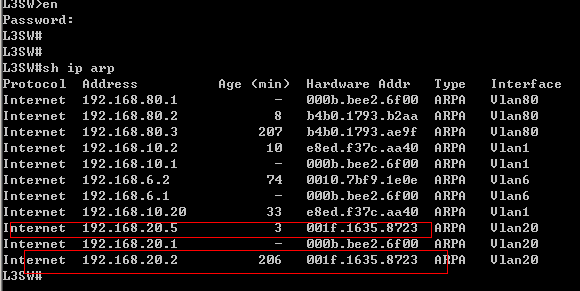 L3SW>en
Password:
L3SW#
L3SW#
L3SW#sh ip arp
Protocol  Address          Age (min)  Hardware Addr   Type   Interface
Internet  192.168.80.1            -   000b.bee2.6f00  ARPA   Vlan80
Internet  192.168.80.2            8   b4b0.1793.b2aa  ARPA   Vlan80
Internet  192.168.80.3          207   b4b0.1793.ae9f  ARPA   Vlan80
Internet  192.168.10.2           10   e8ed.f37c.aa40  ARPA   Vlan1
Internet  192.168.10.1            -   000b.bee2.6f00  ARPA   Vlan1
Internet  192.168.6.2            74   0010.7bf9.1e0e  ARPA   Vlan6
Internet  192.168.6.1             -   000b.bee2.6f00  ARPA   Vlan6
Internet  192.168.10.20          33   e8ed.f37c.aa40  ARPA   Vlan1
Internet  192.168.20.5            3   001f.1635.8723  ARPA   Vlan20
Internet  192.168.20.1            -   000b.bee2.6f00  ARPA   Vlan20
Internet  192.168.20.2          206   001f.1635.8723  ARPA   Vlan20
L3SW#